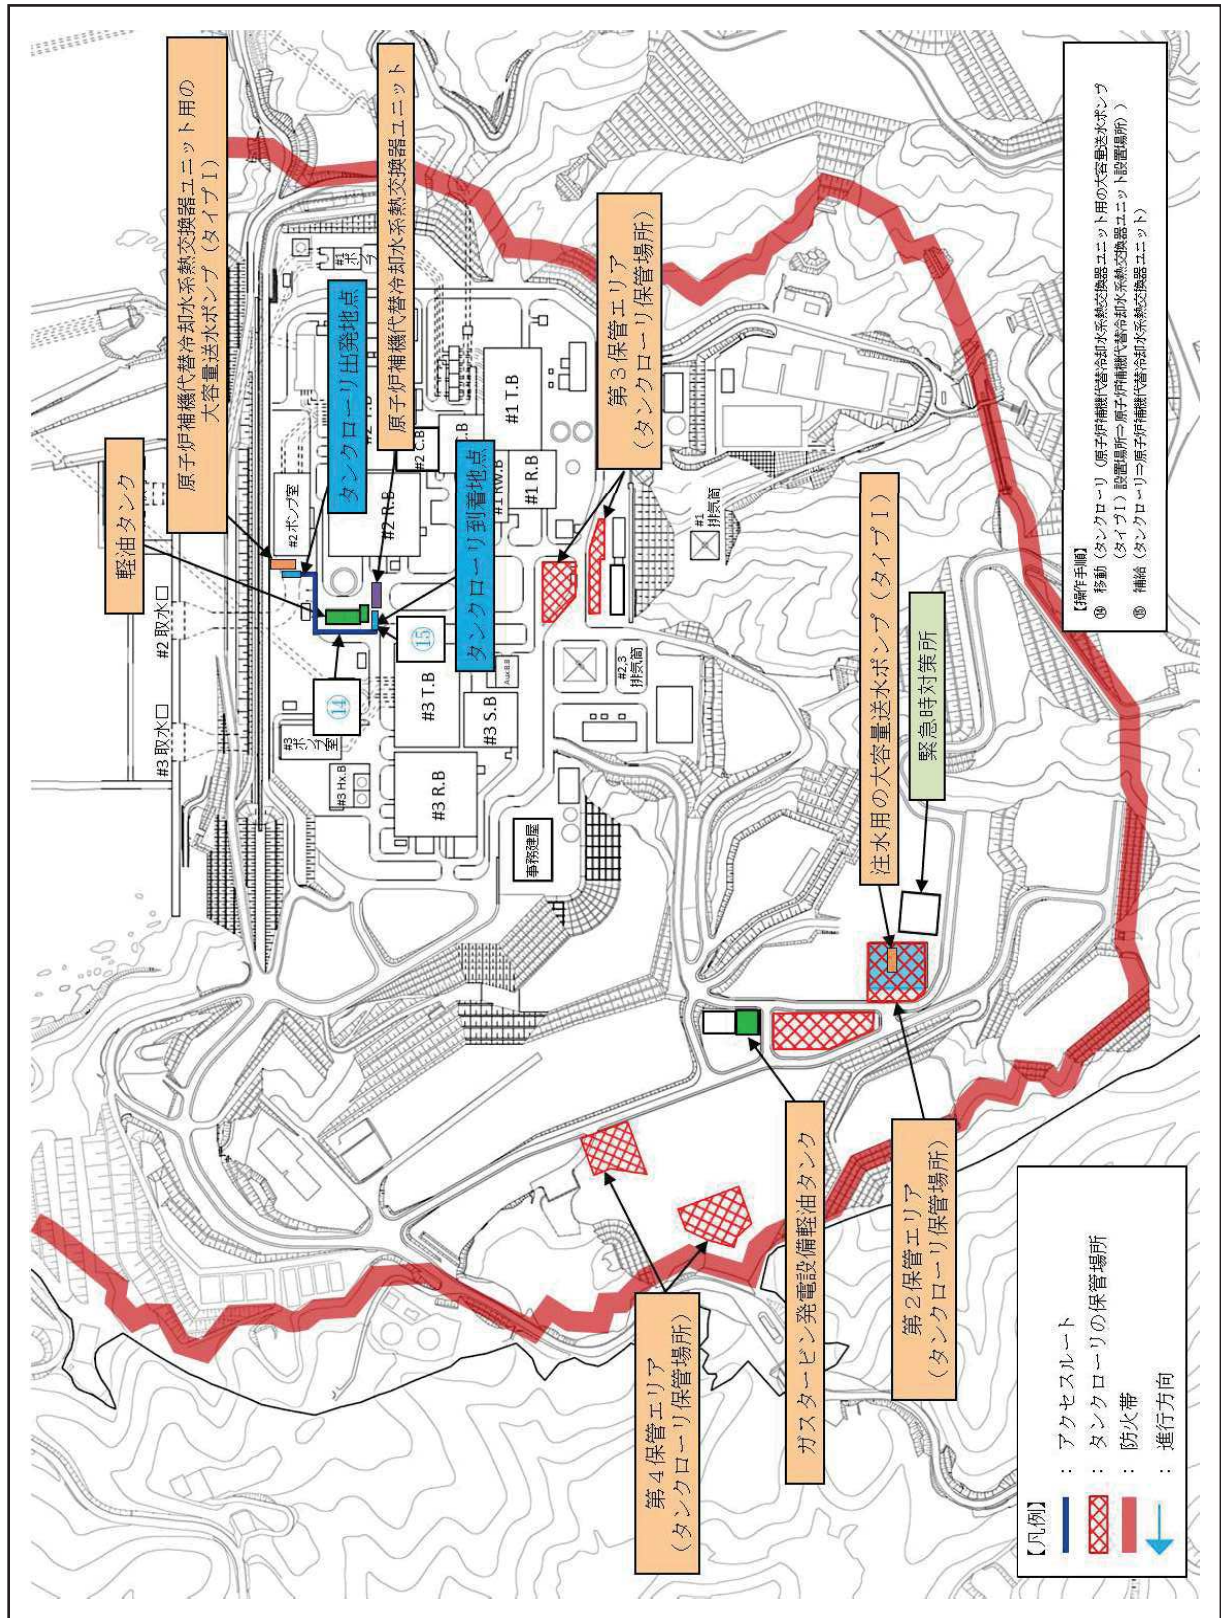 原子炉補機代替冷却水系熱交換器ユニット用の
大容量送水ポンプ（タイプⅠ）
軽油タンク
タンクローリ出発地点
原子炉補機代替冷却水系熱交換器ユニット
タンクローリ到着地点
第３保管エリア
（タンクローリ保管場所）
#3 取水口
#2 取水口
#2 ポンプ室
#1
ポ
#3
ポンプ
室
⑭
⑮
#3 Hx.B
#3 T.B
#3 S.B
#3 R.B
Aux.B.B
#2 R.B
#2 C.B
#1 RW.B
#1 R.B
#1 T.B
事務建屋
#2,3
排気筒
#1
排気筒
注水用の大容量送水ポンプ（タイプⅠ）
緊急時対策所
第４保管エリア
（タンクローリ保管場所）
ガスタービン発電設備軽油タンク
第２保管エリア
（タンクローリ保管場所）
【凡例】
：アクセスルート
：タンクローリの保管場所
：防火帯
：進行方向
【操作手順】
⑭ 移動（タンクローリ（原子炉補機代替冷却水系熱交換器ユニット用の大容量送水ポンプ
（タイプⅠ）設置場所⇒原子炉補機代替冷却水系熱交換器ユニット設置場所））
⑮ 補給（タンクローリ⇒原子炉補機代替冷却水系熱交換器ユニット）